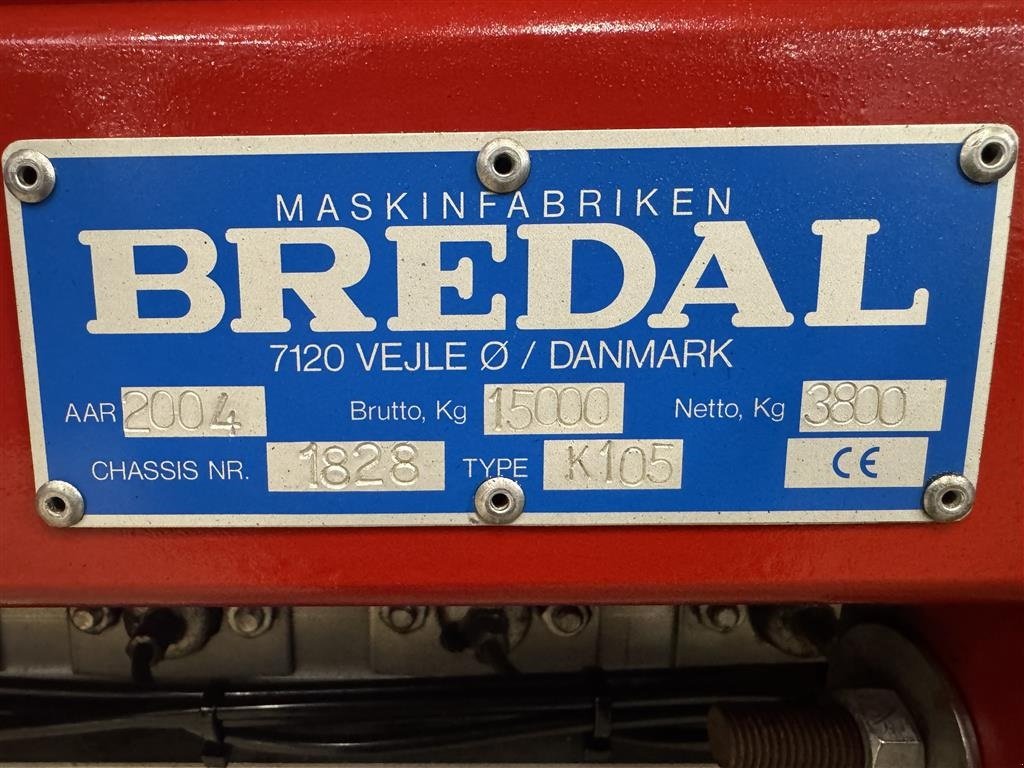 MASKINFABRIKEN
BREDAL
7120 VEJLE Ø / DANMARK
AAR 2004 Brutto, Kg 15000 Netto, Kg 3800
CHASSIS NR. 1828 TYPE K105 CE